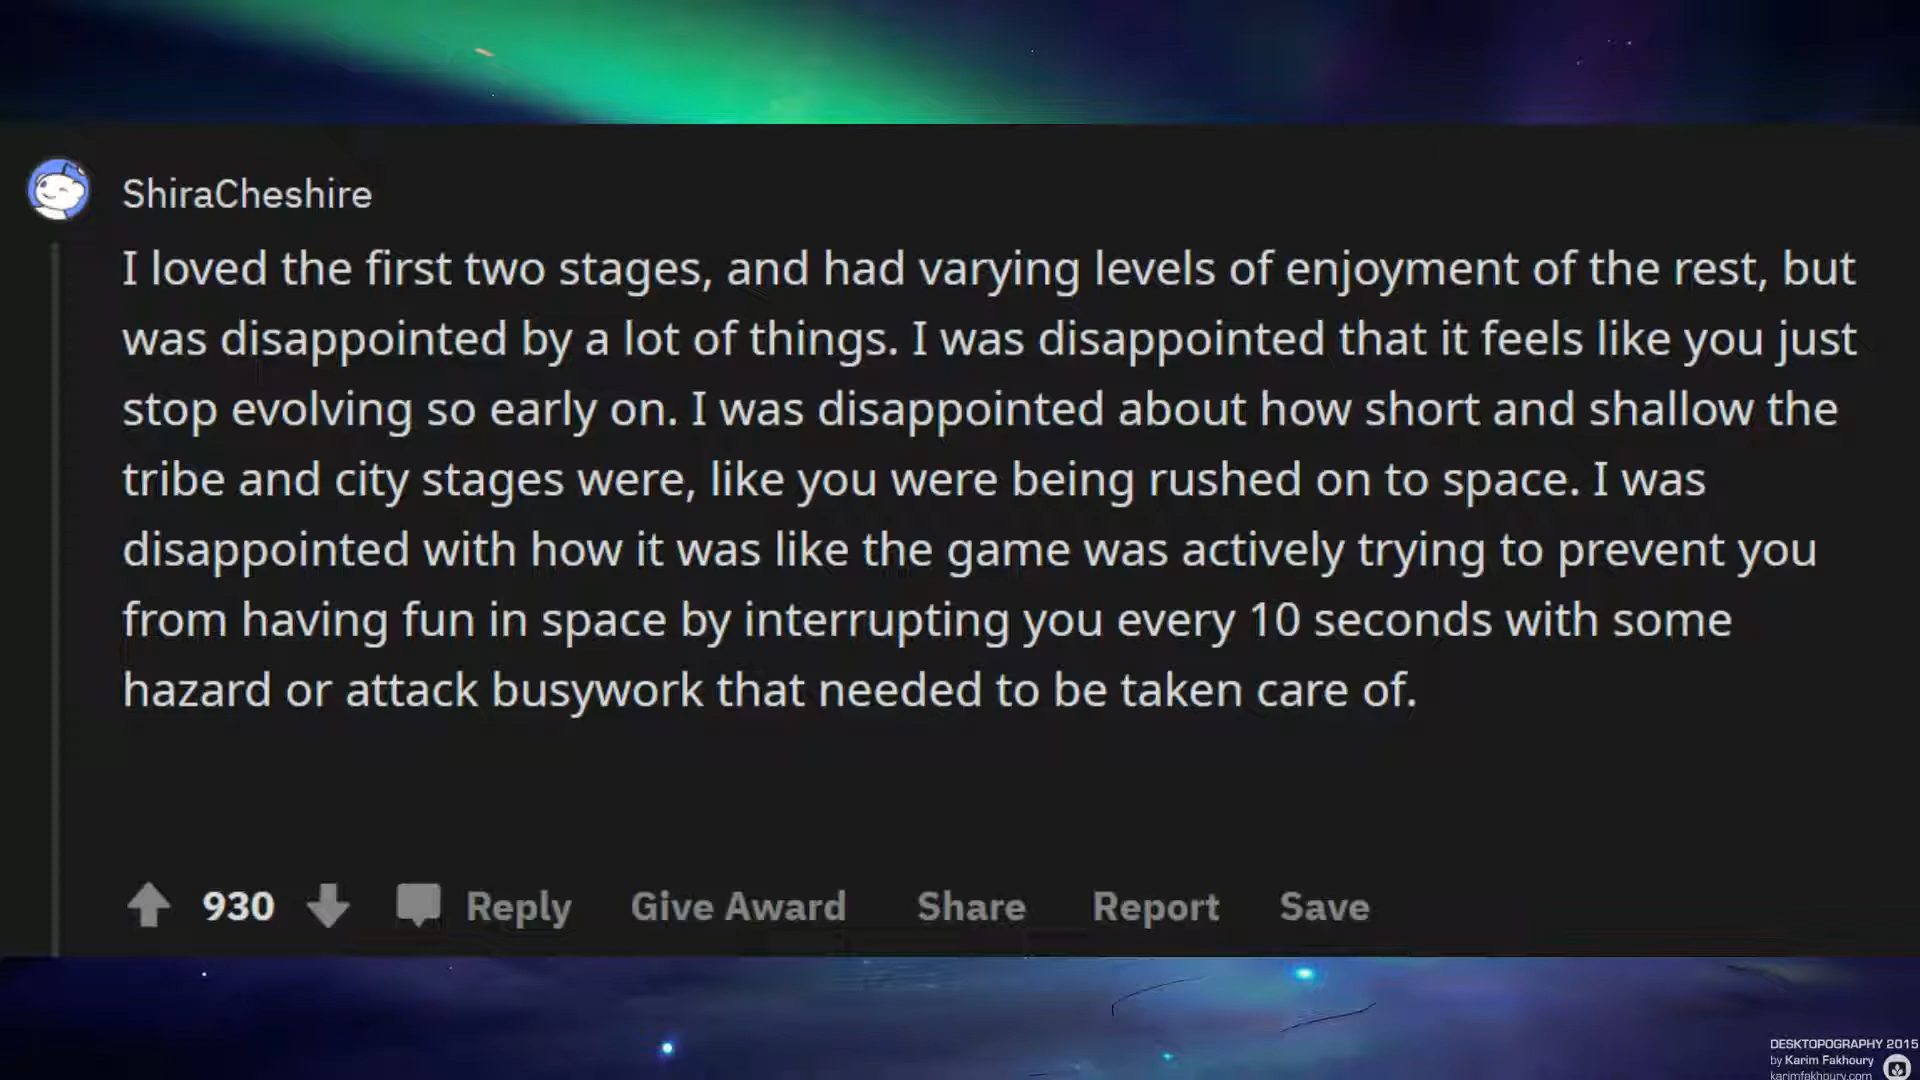 ShiraCheshire
I loved the first two stages, and had varying levels of enjoyment of the rest, but
was disappointed by a lot of things. I was disappointed that it feels like you just
stop evolving so early on. I was disappointed about how short and shallow the
tribe and city stages were, like you were being rushed on to space. I was
disappointed with how it was like the game was actively trying to prevent you
from having fun in space by interrupting you every 10 seconds with some
hazard or attack busywork that needed to be taken care of.
930 Reply Give Award Share Report Save
DESKTOPOGRAPHY 2015
by Karim Fakhoury
karimfakhoury.com